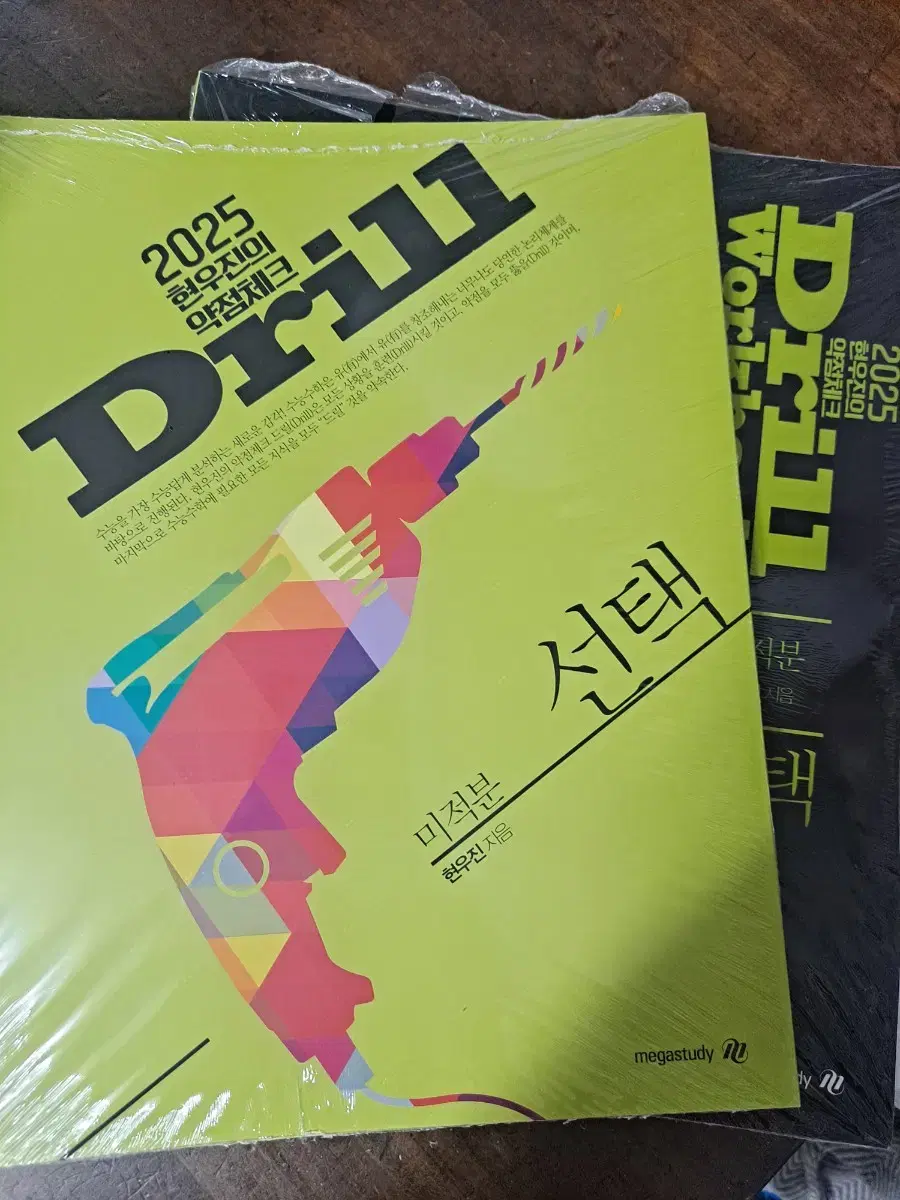 2025
현우진의
약점체크
Drill
수능을 가장 수능답게 분석하는 새로운 감각! 수능수학은 유(有)에서 유(有)를 창조해내는 너무나도 당연한 논리체계를
바탕으로 진행된다. 현우진의 약점체크 드릴(Drill)은 모든 상황을 훈련(Drill)시킬 것이고, 약점을 모두 뚫을(Drill) 것이며,
마지막으로 수능수학에 필요한 모든 지식을 모두 "드릴" 것을 약속한다.
선택
미적분
현우진 지음
megastudy
2025
현우진의
약점체크
Drill
적분
지음
택
dy